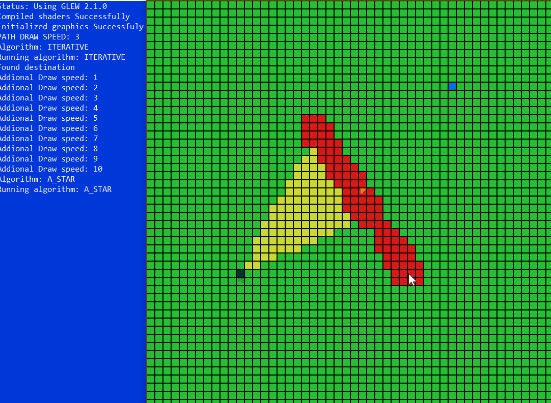 Status: Using GLEW 2.1.0
Compiled shaders Successfully
Initialized graphics Successfuly
PATH DRAW SPEED: 3
Algorithm: ITERATIVE
Running algorithm: ITERATIVE
Found destination
Addional Draw speed: 1
Addional Draw speed: 2
Addional Draw speed: 3
Addional Draw speed: 4
Addional Draw speed: 5
Addional Draw speed: 6
Addional Draw speed: 7
Addional Draw speed: 8
Addional Draw speed: 9
Addional Draw speed: 10
Algorithm: A_STAR
Running algorithm: A_STAR